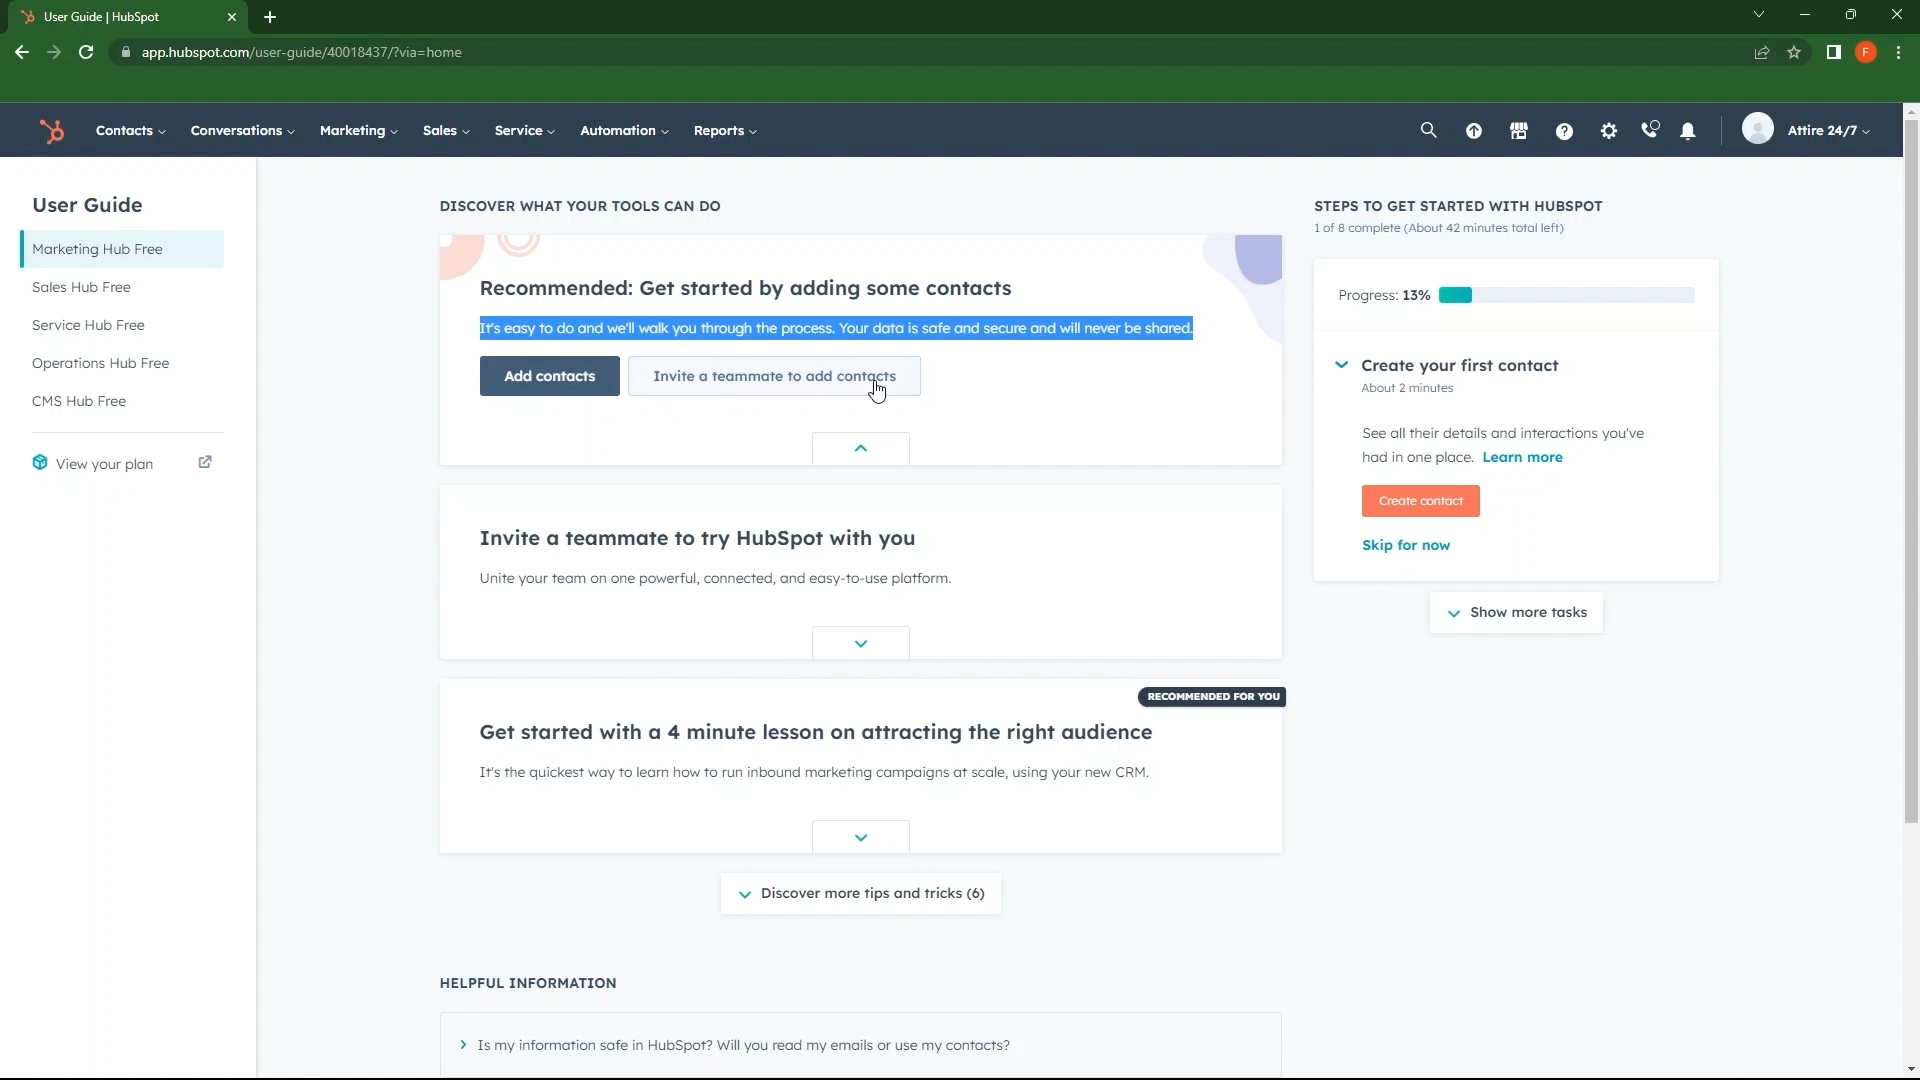 User Guide | HubSpot
app.hubspot.com/user-guide/40018437/?via=home
F
Contacts
Conversations
Marketing
Sales
Service
Automation
Reports
Attire 24/7
User Guide
Marketing Hub Free
Sales Hub Free
Service Hub Free
Operations Hub Free
CMS Hub Free
View your plan
DISCOVER WHAT YOUR TOOLS CAN DO
Recommended: Get started by adding some contacts
It's easy to do and we'll walk you through the process. Your data is safe and secure and will never be shared.
Add contacts
Invite a teammate to add contacts
Invite a teammate to try HubSpot with you
Unite your team on one powerful, connected, and easy-to-use platform.
RECOMMENDED FOR YOU
Get started with a 4 minute lesson on attracting the right audience
It's the quickest way to learn how to run inbound marketing campaigns at scale, using your new CRM.
Discover more tips and tricks (6)
HELPFUL INFORMATION
Is my information safe in HubSpot? Will you read my emails or use my contacts?
STEPS TO GET STARTED WITH HUBSPOT
1 of 8 complete (About 42 minutes total left)
Progress: 13%
Create your first contact
About 2 minutes
See all their details and interactions you've
had in one place. Learn more
Create contact
Skip for now
Show more tasks